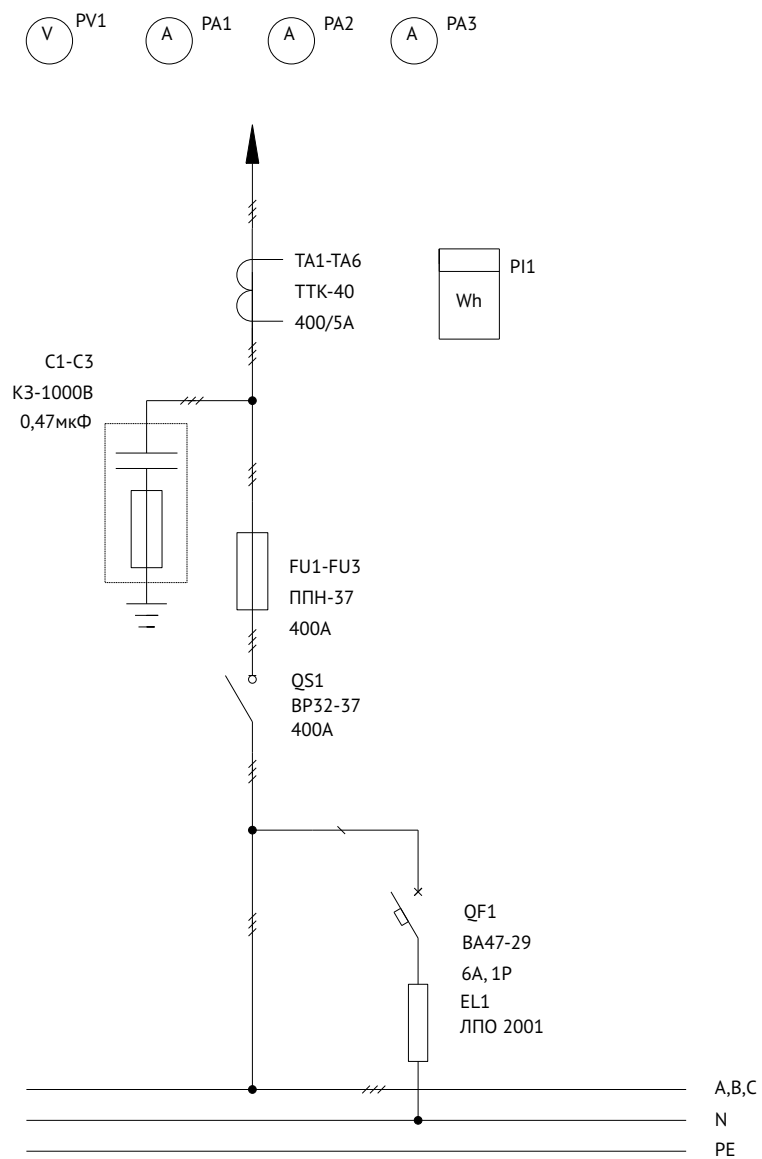 V
PV1
A
PA1
A
PA2
A
PA3
TA1-TA6
ТТК-40
400/5А
Wh
PI1
C1-C3
КЗ-1000В
0,47мкФ
FU1-FU3
ППН-37
400А
QS1
ВР32-37
400А
QF1
ВА47-29
6А, 1Р
EL1
ЛПО 2001
A,B,C
N
PE